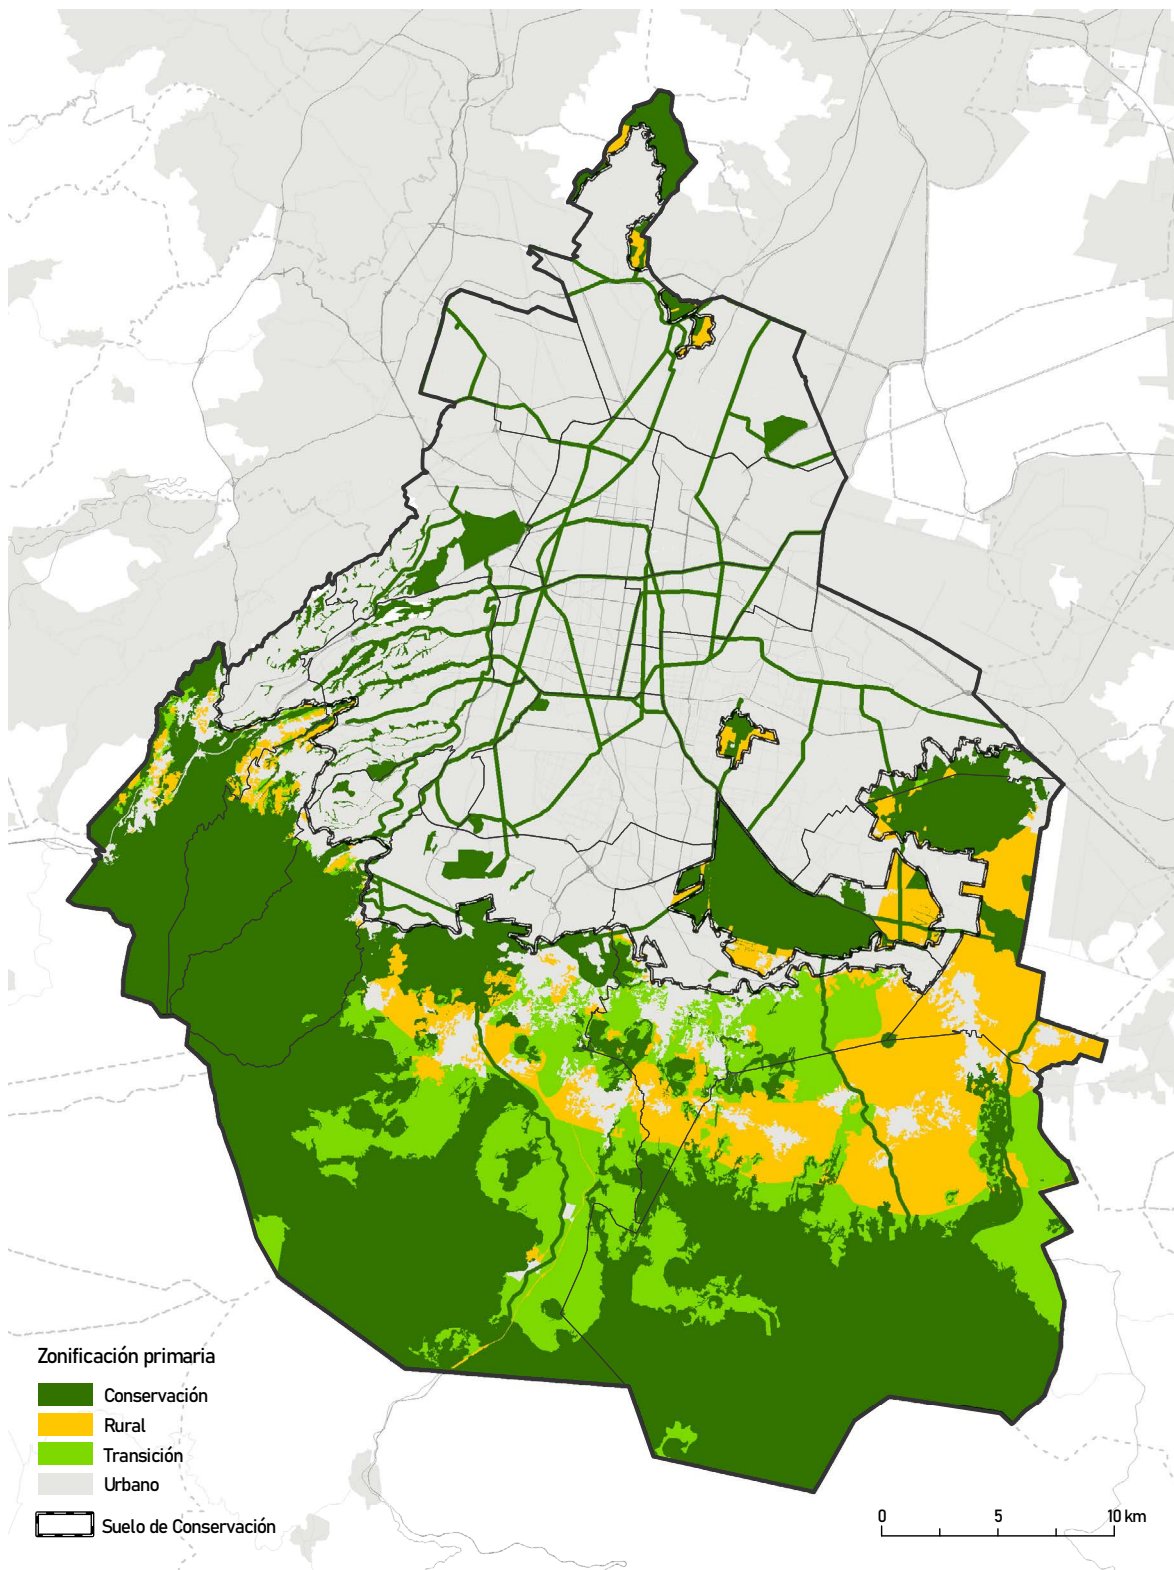 Zonificación primaria
Conservación
Rural
Transición
Urbano
Suelo de Conservación
0 5 10 km